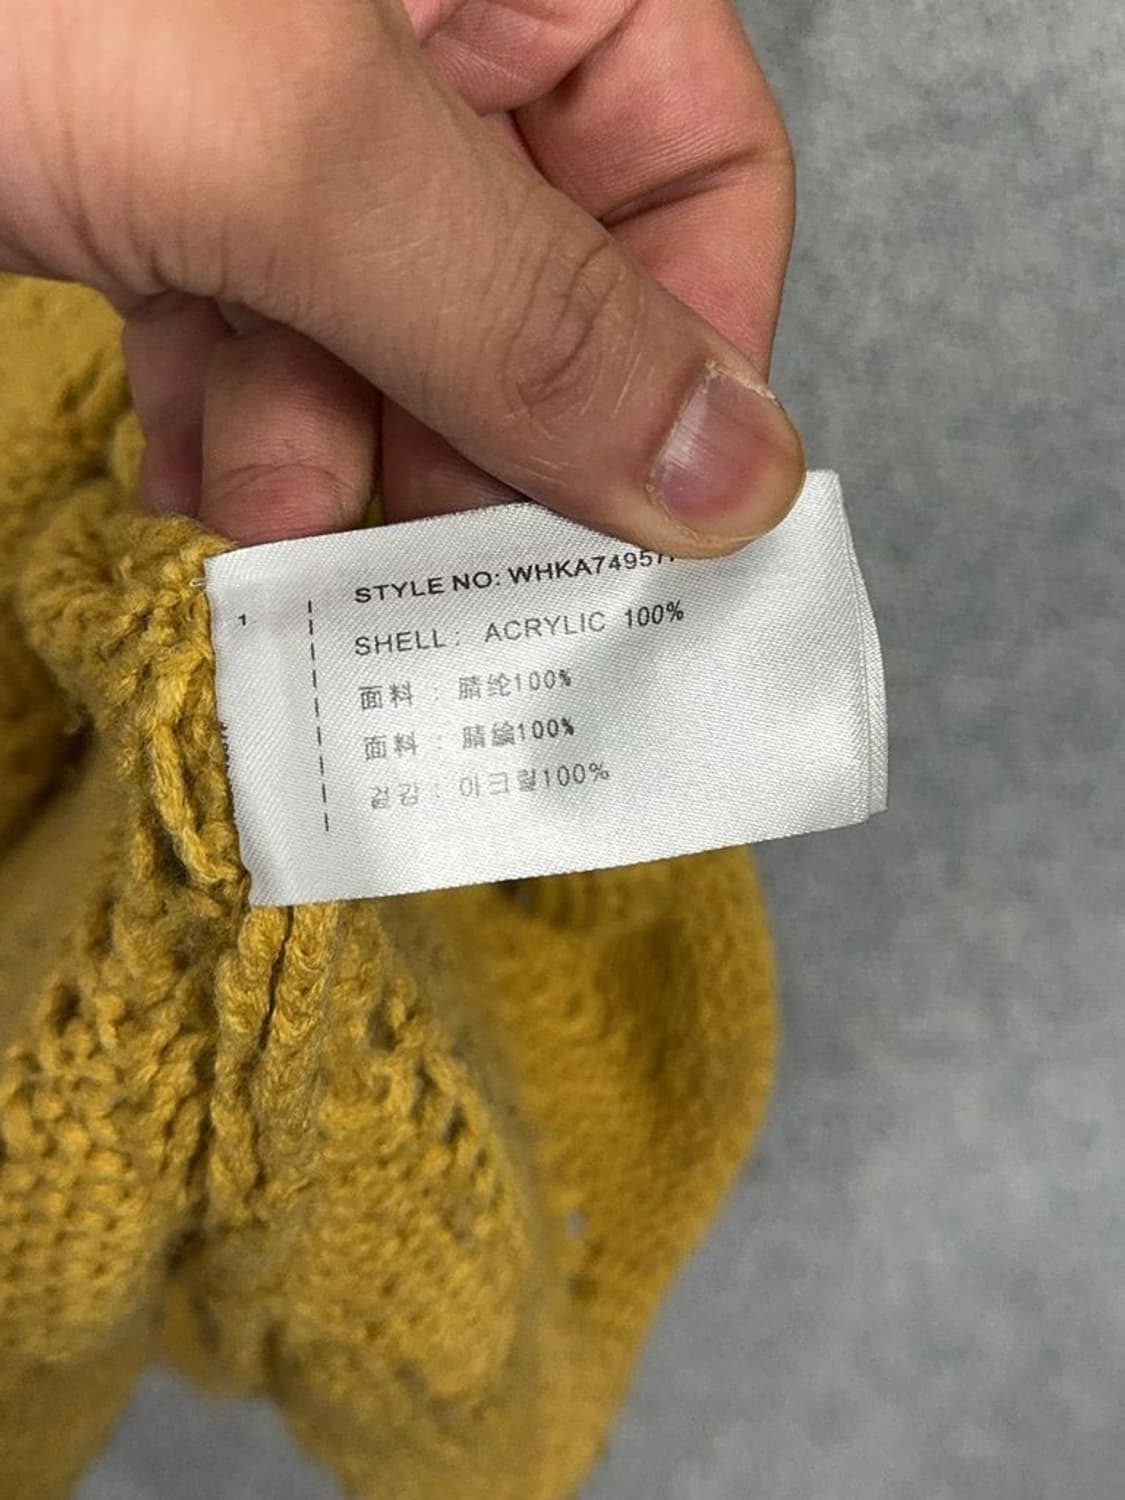 1
STYLE NO: WHKA7495
SHELL: ACRYLIC 100%
面料 : 腈纶100%
面料 : 腈綸100%
겉감 : 아크릴100%